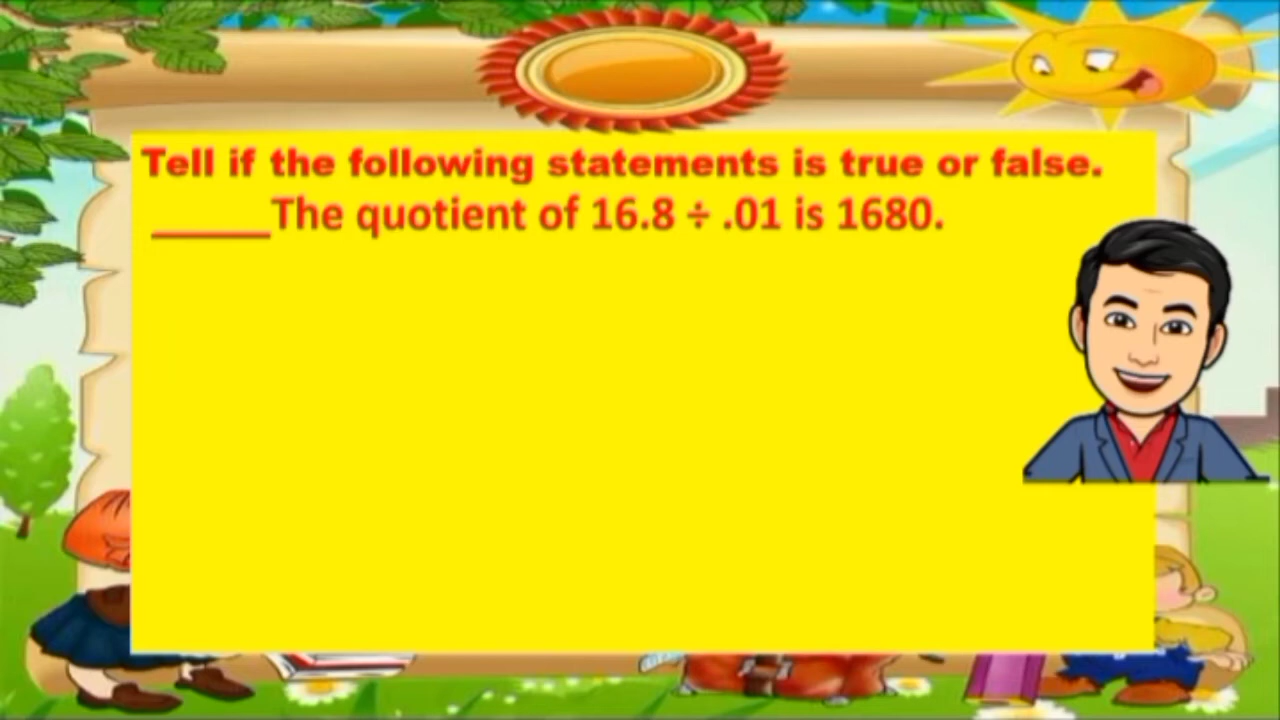 Tell if the following statements is true or false.
______The quotient of 16.8 ÷ .01 is 1680.